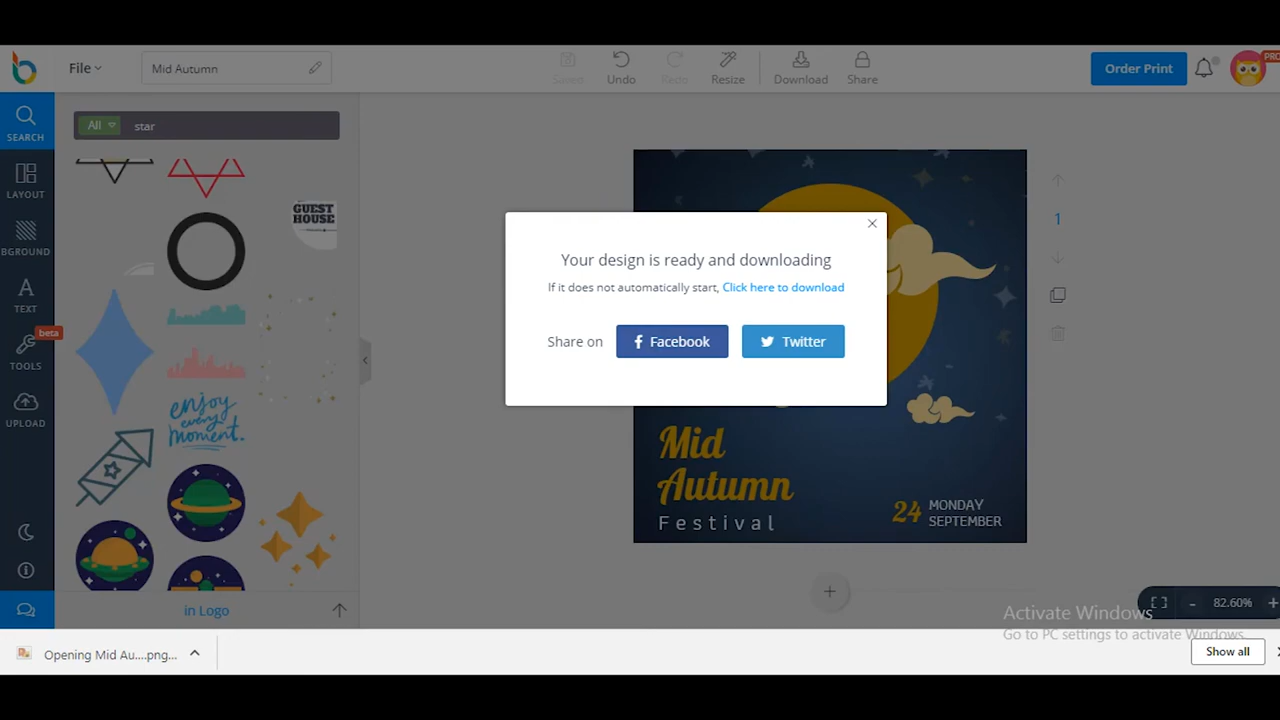 File
Mid Autumn
Saved
Undo
Redo
Resize
Download
Share
Order Print
PRO
SEARCH
LAYOUT
BGROUND
TEXT
beta
TOOLS
UPLOAD
All
star
GUEST
HOUSE
enjoy
every
moment.
in Logo
Your design is ready and downloading
If it does not automatically start, Click here to download
Share on
Facebook
Twitter
1
Mid
Autumn
Festival
24
MONDAY
SEPTEMBER
+
- 82.60% +
Activate Windows
Go to PC settings to activate Windows.
Opening Mid Au....png...
Show all